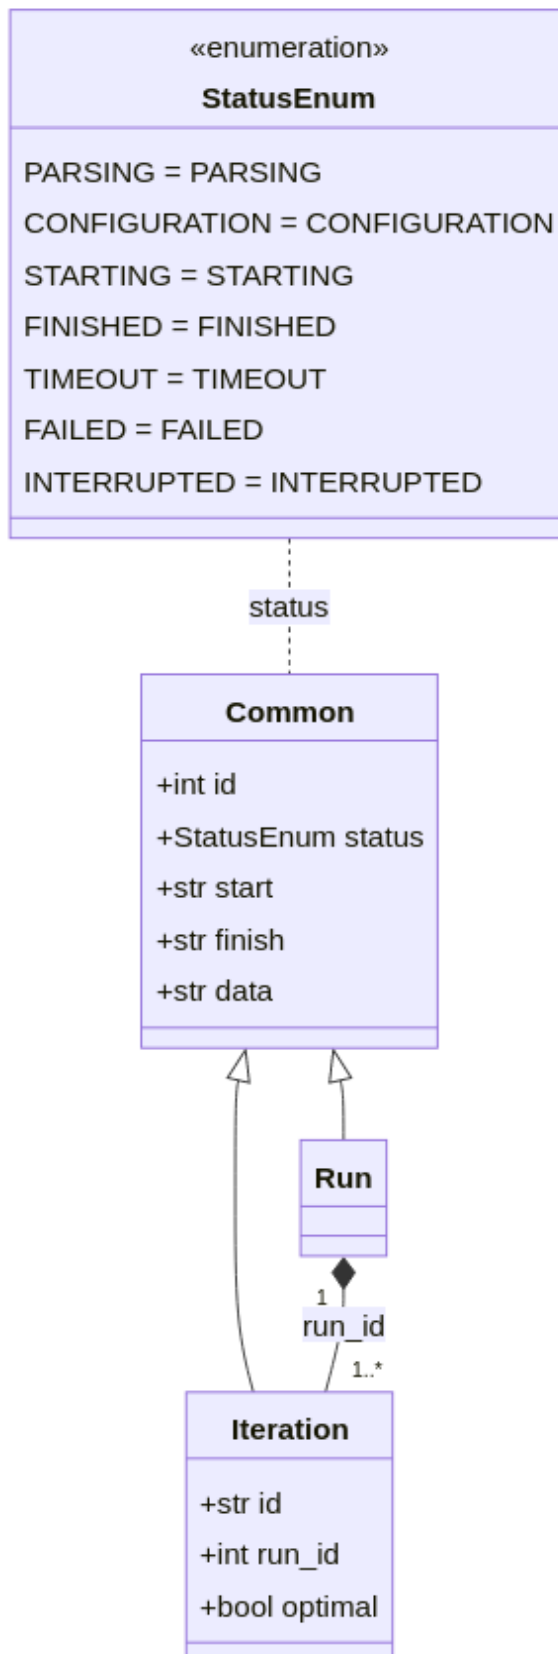 «enumeration»
StatusEnum
PARSING = PARSING
CONFIGURATION = CONFIGURATION
STARTING = STARTING
FINISHED = FINISHED
TIMEOUT = TIMEOUT
FAILED = FAILED
INTERRUPTED = INTERRUPTED
status
Common
+int id
+StatusEnum status
+str start
+str finish
+str data
Run
1
run_id
1..*
Iteration
+str id
+int run_id
+bool optimal